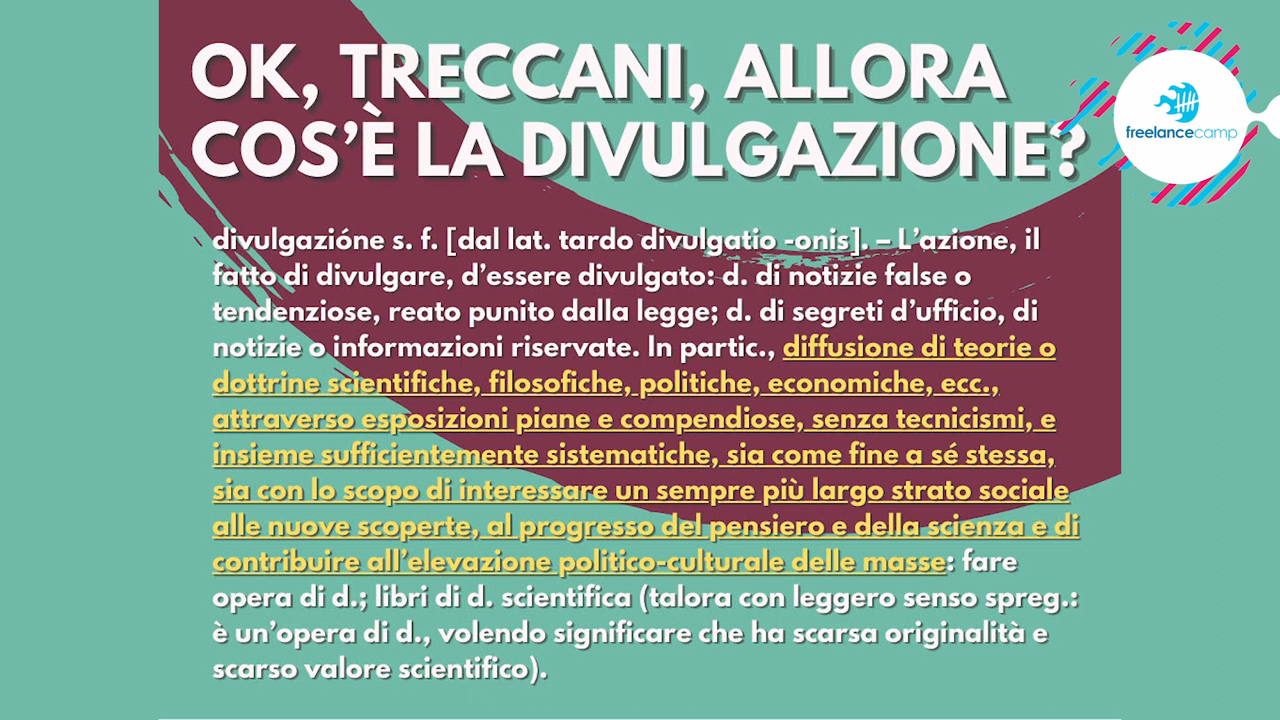 OK, TRECCANI, ALLORA
COS'È LA DIVULGAZIONE?
freelancecamp
divulgazióne s. f. [dal lat. tardo divulgatio -onis]. – L'azione, il
fatto di divulgare, d'essere divulgato: d. di notizie false o
tendenziose, reato punito dalla legge; d. di segreti d'ufficio, di
notizie o informazioni riservate. In partic., diffusione di teorie o
dottrine scientifiche, filosofiche, politiche, economiche, ecc.,
attraverso esposizioni piane e compendiose, senza tecnicismi, e
insieme sufficientemente sistematiche, sia come fine a sé stessa,
sia con lo scopo di interessare un sempre più largo strato sociale
alle nuove scoperte, al progresso del pensiero e della scienza e di
contribuire all'elevazione politico-culturale delle masse: fare
opera di d.; libri di d. scientifica (talora con leggero senso spreg.:
è un'opera di d., volendo significare che ha scarsa originalità e
scarso valore scientifico).